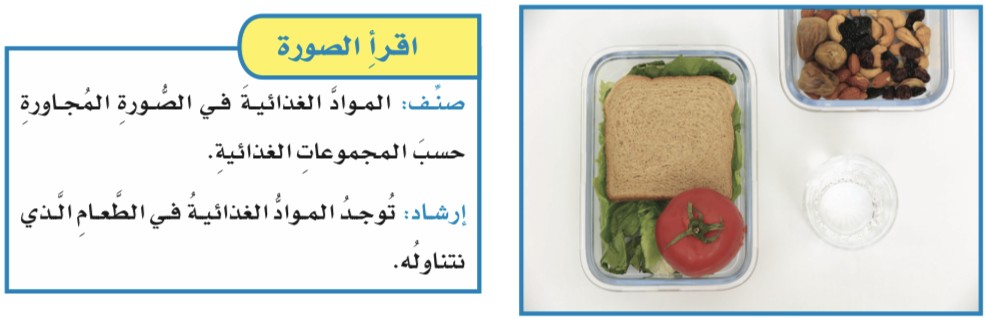 اقرأِ الصورة
صنِّف: الموادَّ الغذائيةَ في الصُّورةِ المُجاورةِ
حسبَ المجموعاتِ الغذائيةِ.
إرشاد: تُوجدُ الموادُّ الغذائيةُ في الطَّعامِ الَّذي
نتناولُه.